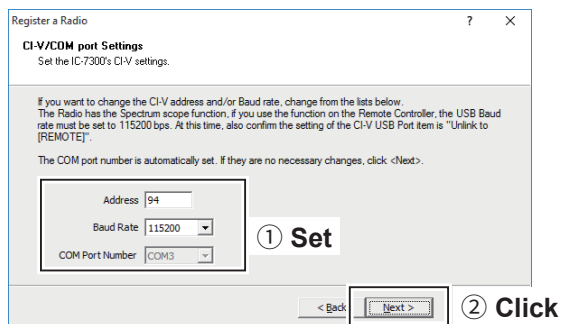 Register a Radio ? ×
CI-V/COM port Settings
Set the IC-7300's CI-V settings.
If you want to change the CI-V address and/or Baud rate, change from the lists below.
The Radio has the Spectrum scope function, if you use the function on the Remote Controller, the USB Baud
rate must be set to 115200 bps. At this time, also confirm the setting of the CI-V USB Port item is "Unlink to
[REMOTE]".
The COM port number is automatically set. If they are no necessary changes, click <Next>.
Address 94
Baud Rate 115200
COM Port Number COM3
① Set
< Back Next >
② Click